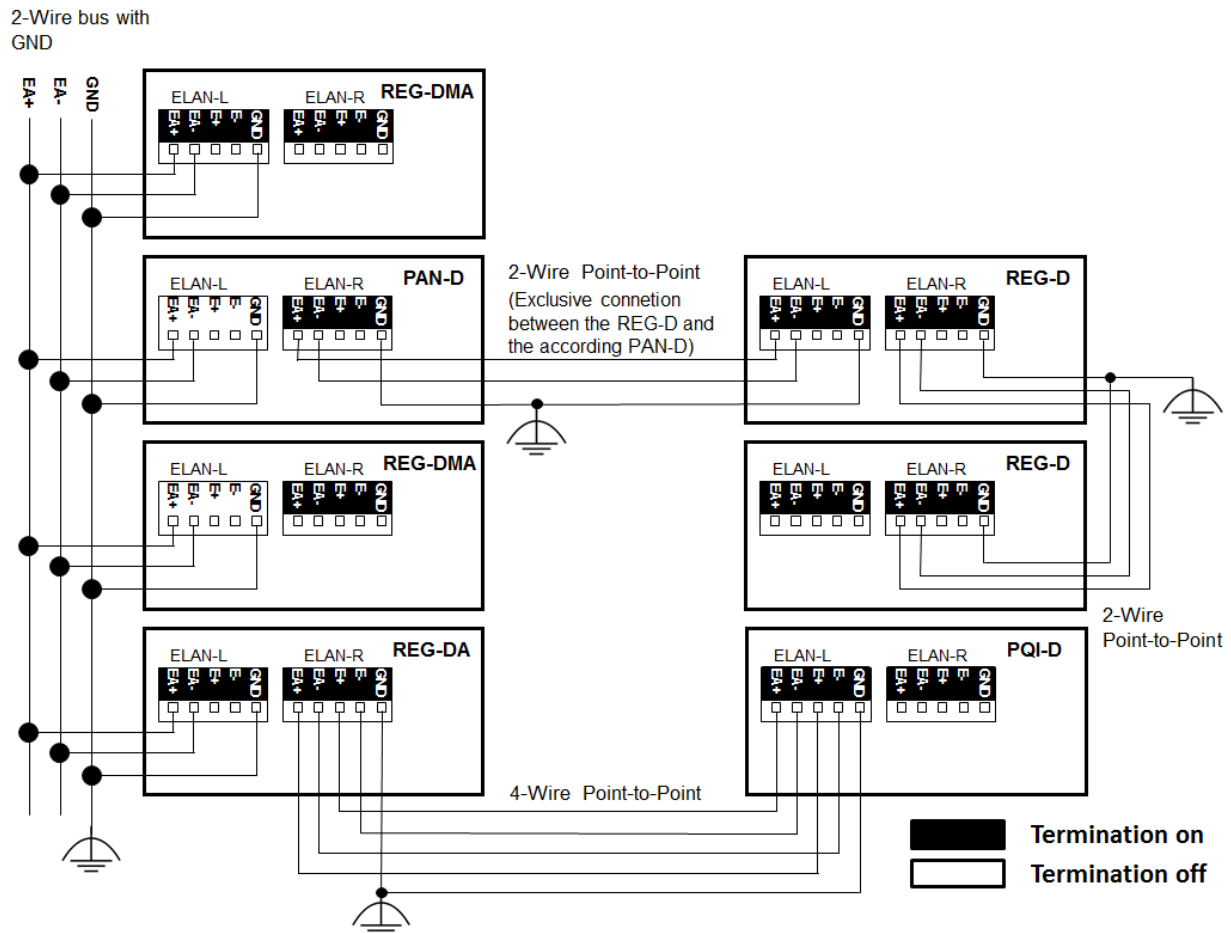 2-Wire bus with
GND
EA+ EA- GND
REG-DMA
ELAN-L ELAN-R
EA+ EA- E+ E- GND EA+ EA- E+ E- GND
PAN-D
ELAN-L ELAN-R
EA+ EA- E+ E- GND EA+ EA- E+ E- GND
2-Wire Point-to-Point
(Exclusive connetion
between the REG-D and
the according PAN-D)
REG-D
ELAN-L ELAN-R
EA+ EA- E+ E- GND EA+ EA- E+ E- GND
REG-DMA
ELAN-L ELAN-R
EA+ EA- E+ E- GND EA+ EA- E+ E- GND
REG-D
ELAN-L ELAN-R
EA+ EA- E+ E- GND EA+ EA- E+ E- GND
2-Wire
Point-to-Point
REG-DA
ELAN-L ELAN-R
EA+ EA- E+ E- GND EA+ EA- E+ E- GND
PQI-D
ELAN-L ELAN-R
EA+ EA- E+ E- GND EA+ EA- E+ E- GND
4-Wire Point-to-Point
Termination on
Termination off